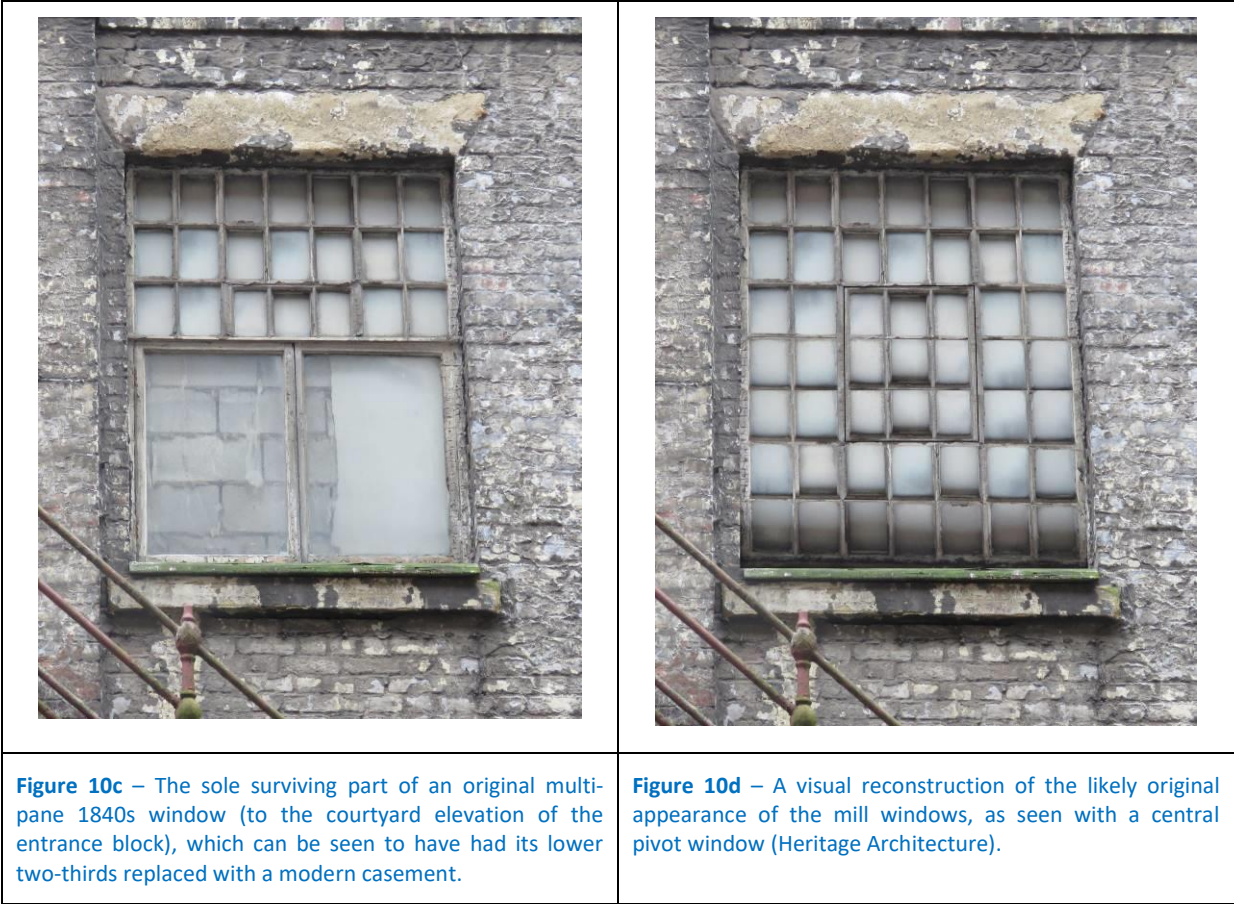 Figure 10c – The sole surviving part of an original multi-
pane 1840s window (to the courtyard elevation of the
entrance block), which can be seen to have had its lower
two-thirds replaced with a modern casement.
Figure 10d – A visual reconstruction of the likely original
appearance of the mill windows, as seen with a central
pivot window (Heritage Architecture).